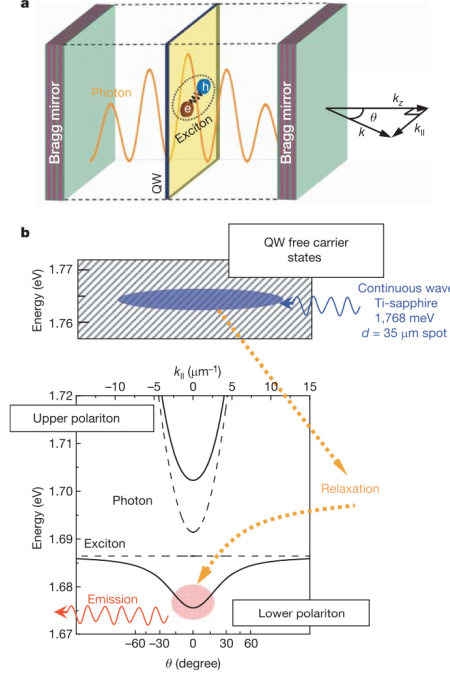 a
Bragg mirror
Photon
e
h
Exciton
QW
Bragg mirror
k_z
θ
k
k_II
b
QW free carrier
states
Energy (eV)
1.77
1.76
Continuous wave
Ti-sapphire
1,768 meV
d = 35 μm spot
k_II (μm⁻¹)
−10 −5 0 5 10 15
Energy (eV)
1.72
1.71
1.70
1.69
1.68
1.67
Upper polariton
Photon
Exciton
Relaxation
Emission
Lower polariton
−60 −30 0 30 60
θ (degree)